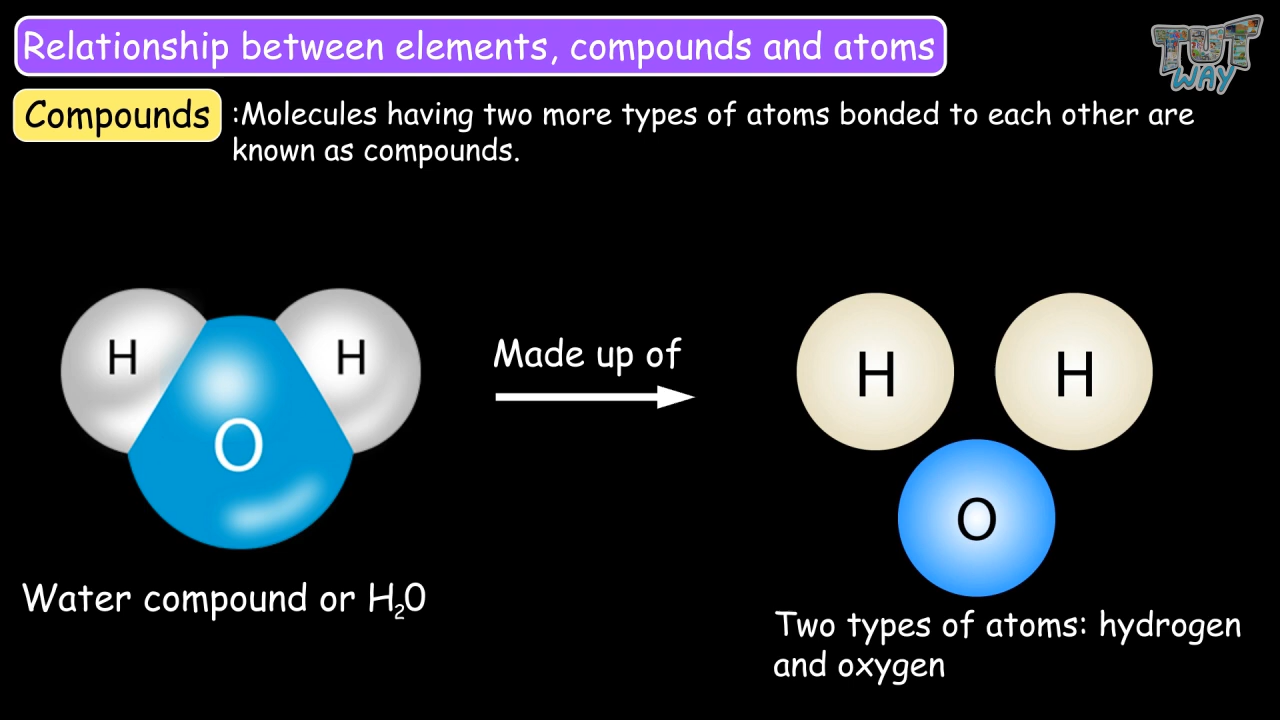 Relationship between elements, compounds and atoms
TUT
WAY
Compounds :Molecules having two more types of atoms bonded to each other are
known as compounds.
H
H
O
Made up of
H
H
O
Water compound or H₂0
Two types of atoms: hydrogen
and oxygen